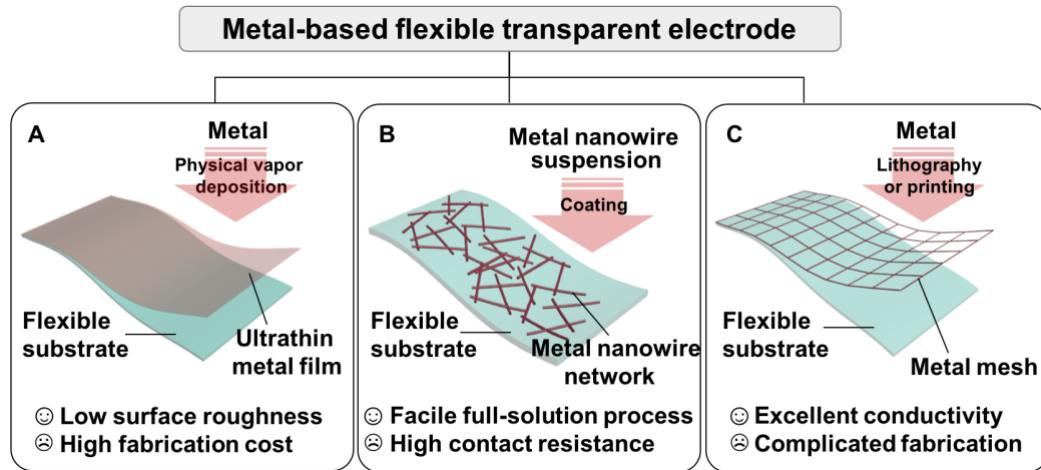 Metal-based flexible transparent electrode
A
Metal
Physical vapor
deposition
Flexible
substrate
Ultrathin
metal film
Low surface roughness
High fabrication cost
B
Metal nanowire
suspension
Coating
Flexible
substrate
Metal nanowire
network
Facile full-solution process
High contact resistance
C
Metal
Lithography
or printing
Flexible
substrate
Metal mesh
Excellent conductivity
Complicated fabrication